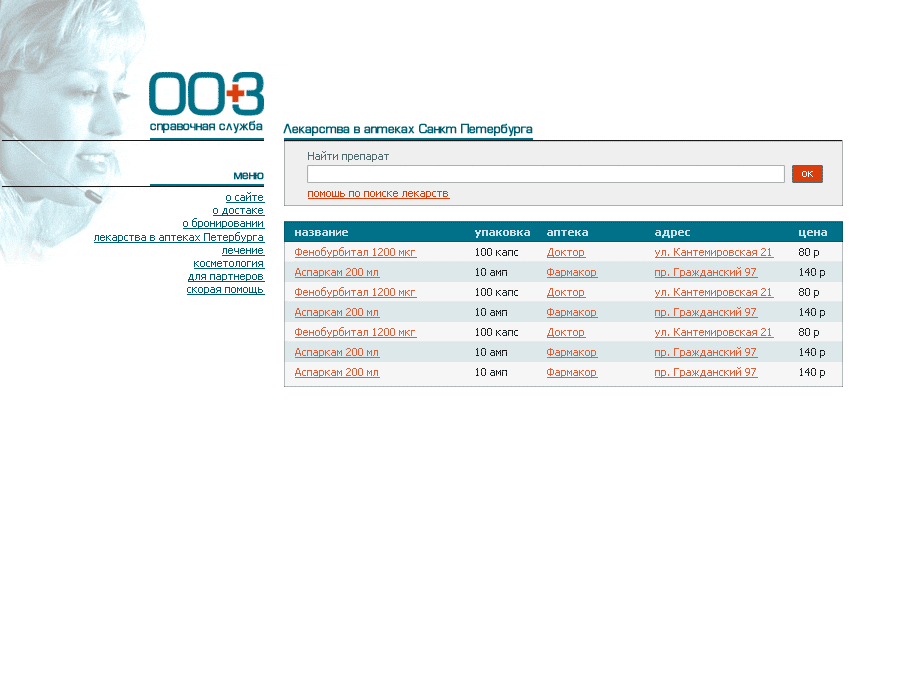 003
справочная служба
меню
о сайте
о достаке
о бронировании
лекарства в аптеках Петербурга
лечение
косметология
для партнеров
скорая помощь
Лекарства в аптеках Санкт Петербурга
Найти препарат
ок
помощь по поиске лекарств
название упаковка аптека адрес цена
Фенобурбитал 1200 мкг 100 капс Доктор ул. Кантемировская 21 80 р
Аспаркам 200 мл 10 амп Фармакор пр. Гражданский 97 140 р
Фенобурбитал 1200 мкг 100 капс Доктор ул. Кантемировская 21 80 р
Аспаркам 200 мл 10 амп Фармакор пр. Гражданский 97 140 р
Фенобурбитал 1200 мкг 100 капс Доктор ул. Кантемировская 21 80 р
Аспаркам 200 мл 10 амп Фармакор пр. Гражданский 97 140 р
Аспаркам 200 мл 10 амп Фармакор пр. Гражданский 97 140 р